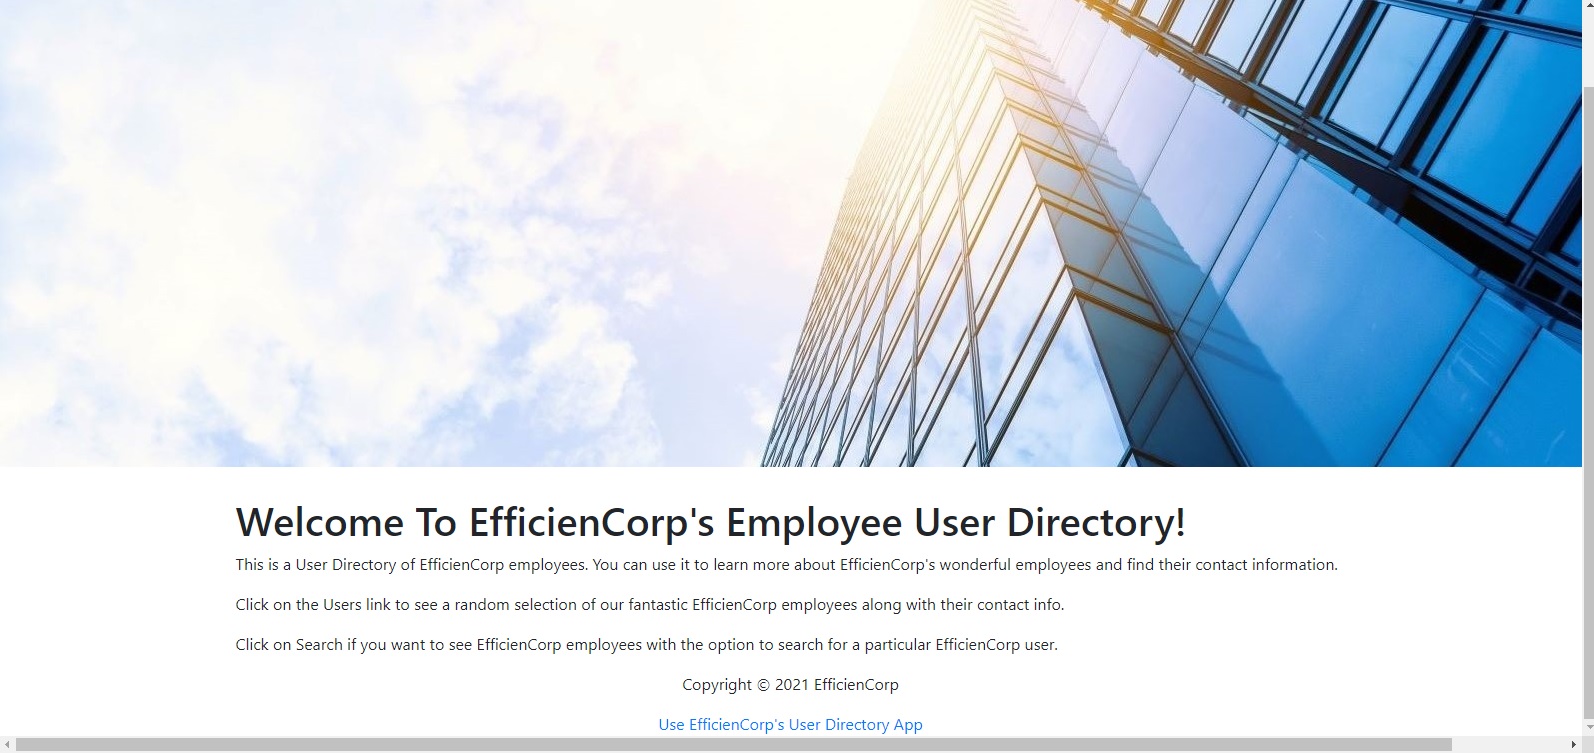 Welcome To EfficienCorp's Employee User Directory!
This is a User Directory of EfficienCorp employees. You can use it to learn more about EfficienCorp's wonderful employees and find their contact information.
Click on the Users link to see a random selection of our fantastic EfficienCorp employees along with their contact info.
Click on Search if you want to see EfficienCorp employees with the option to search for a particular EfficienCorp user.
Copyright © 2021 EfficienCorp
Use EfficienCorp's User Directory App